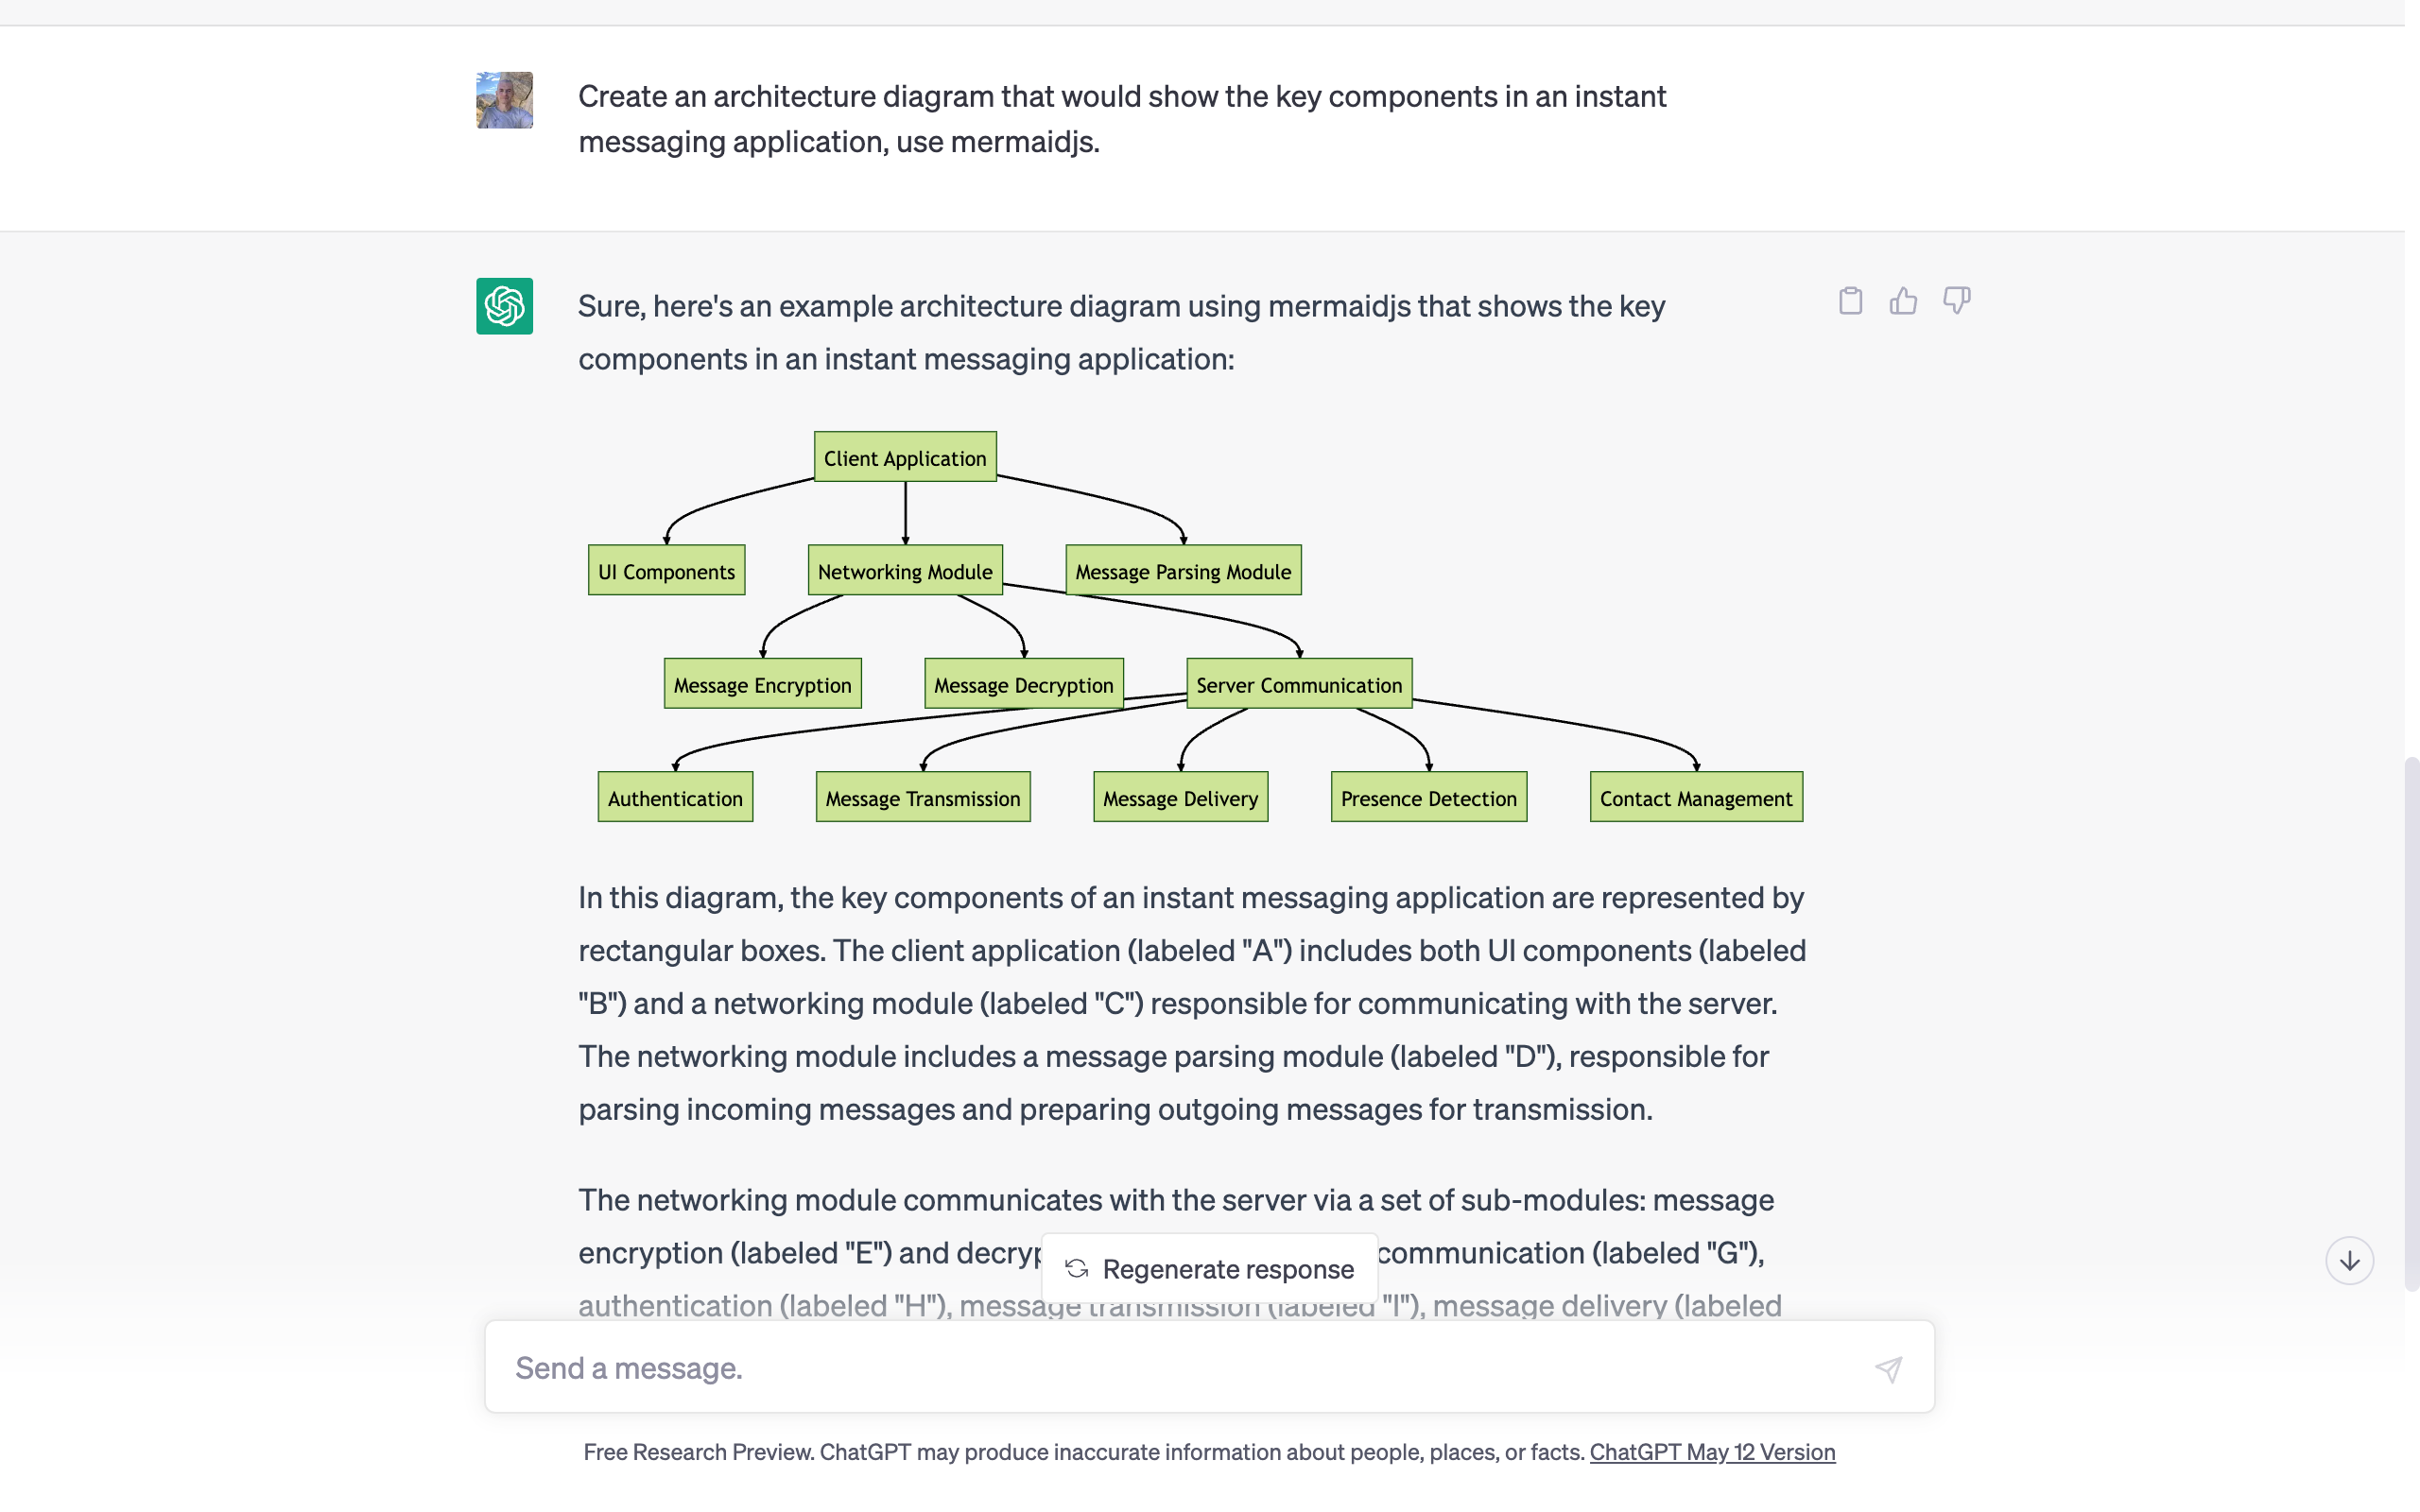 Create an architecture diagram that would show the key components in an instant
messaging application, use mermaidjs.
Sure, here's an example architecture diagram using mermaidjs that shows the key
components in an instant messaging application:
Client Application
UI Components
Networking Module
Message Parsing Module
Message Encryption
Message Decryption
Server Communication
Authentication
Message Transmission
Message Delivery
Presence Detection
Contact Management
In this diagram, the key components of an instant messaging application are represented by
rectangular boxes. The client application (labeled "A") includes both UI components (labeled
"B") and a networking module (labeled "C") responsible for communicating with the server.
The networking module includes a message parsing module (labeled "D"), responsible for
parsing incoming messages and preparing outgoing messages for transmission.
The networking module communicates with the server via a set of sub-modules: message
encryption (labeled "E") and communication (labeled "G"),
Regenerate response
authentication (labeled "H"), message transmission (labeled "I"), message delivery (labeled
Send a message.
Free Research Preview. ChatGPT may produce inaccurate information about people, places, or facts. ChatGPT May 12 Version